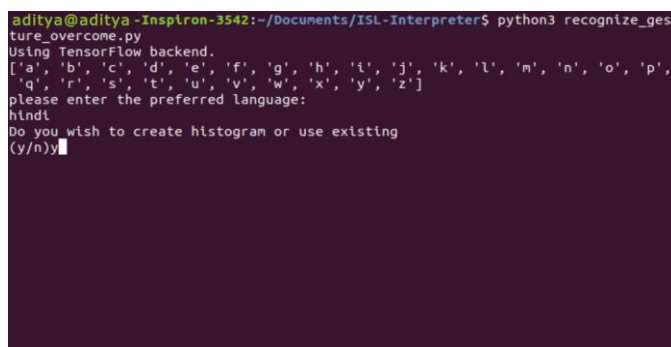 aditya@aditya-Inspiron-3542:~/Documents/ISL-Interpreter$ python3 recognize_ges
ture_overcome.py
Using TensorFlow backend.
['a', 'b', 'c', 'd', 'e', 'f', 'g', 'h', 'i', 'j', 'k', 'l', 'm', 'n', 'o', 'p',
'q', 'r', 's', 't', 'u', 'v', 'w', 'x', 'y', 'z']
please enter the preferred language:
hindi
Do you wish to create histogram or use existing
(y/n)y